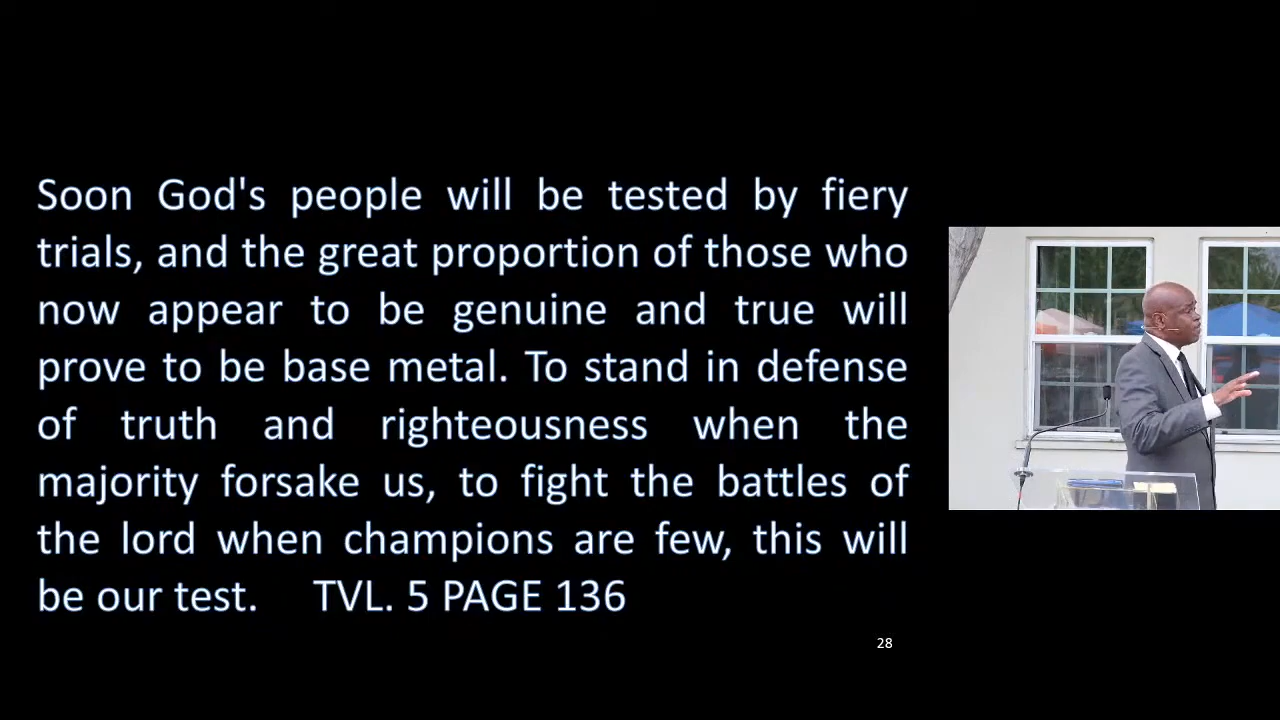 Soon God's people will be tested by fiery
trials, and the great proportion of those who
now appear to be genuine and true will
prove to be base metal. To stand in defense
of truth and righteousness when the
majority forsake us, to fight the battles of
the lord when champions are few, this will
be our test. TVL. 5 PAGE 136
28